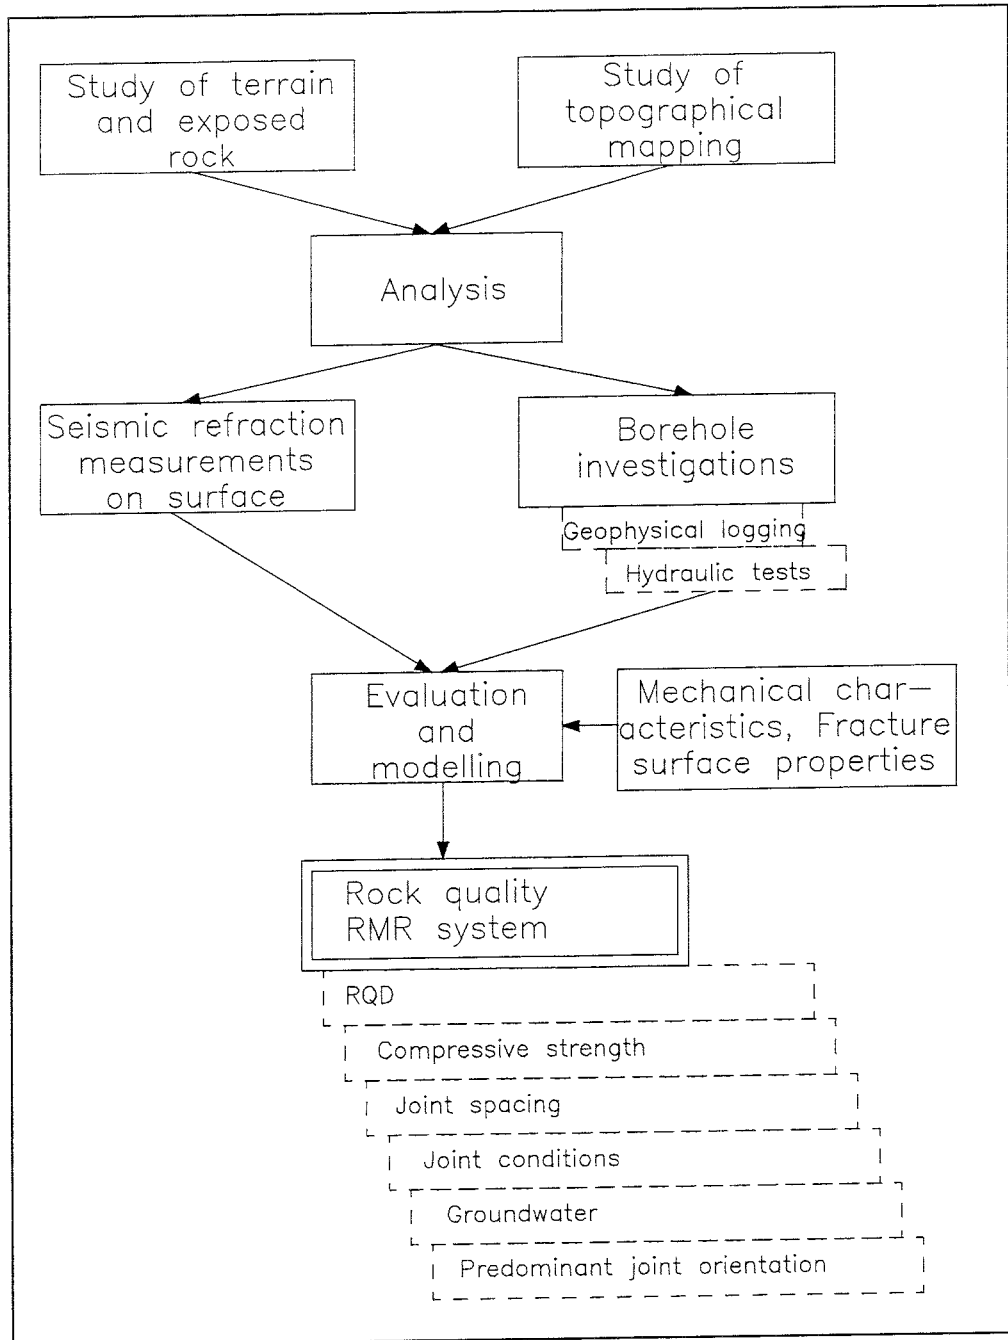 Study of terrain
and exposed
rock
Study of
topographical
mapping
Analysis
Seismic refraction
measurements
on surface
Borehole
investigations
Geophysical logging
Hydraulic tests
Evaluation
and
modelling
Mechanical char-
acteristics, Fracture
surface properties
Rock quality
RMR system
RQD
Compressive strength
Joint spacing
Joint conditions
Groundwater
Predominant joint orientation